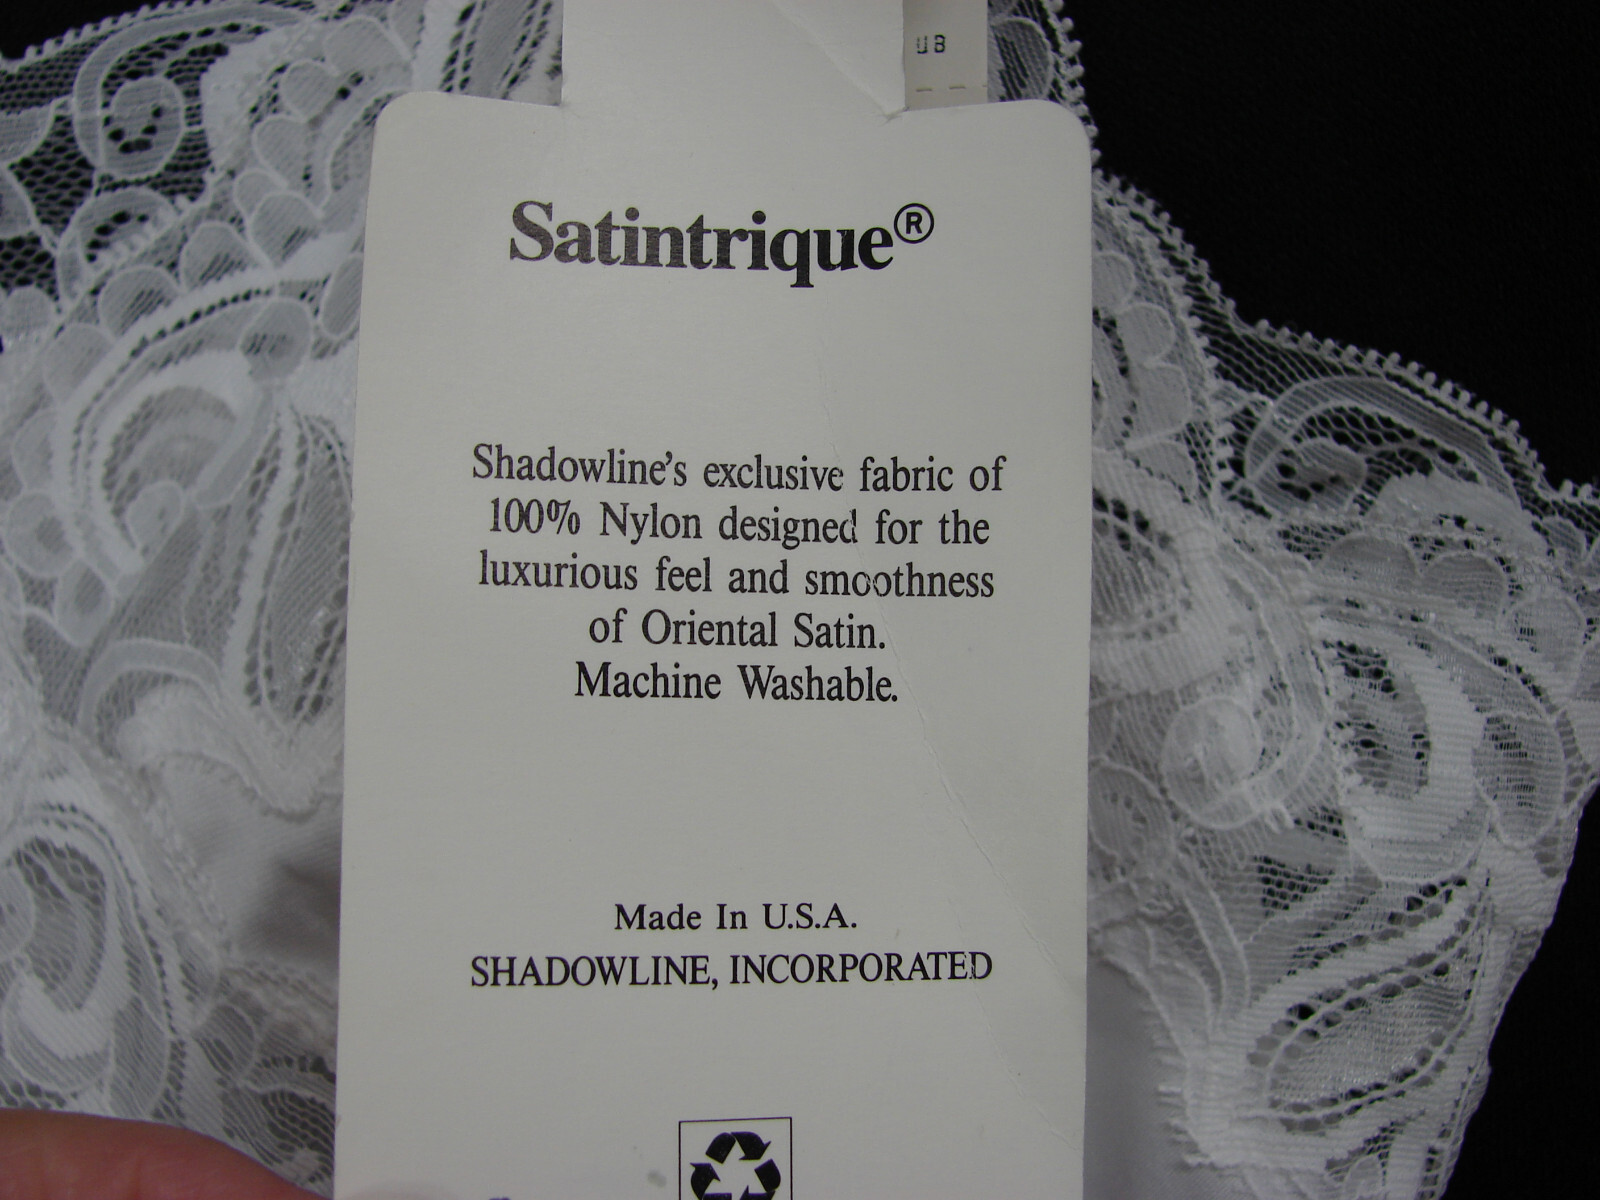 UB
Satintrique®
Shadowline's exclusive fabric of
100% Nylon designed for the
luxurious feel and smoothness
of Oriental Satin.
Machine Washable.
Made In U.S.A.
SHADOWLINE, INCORPORATED